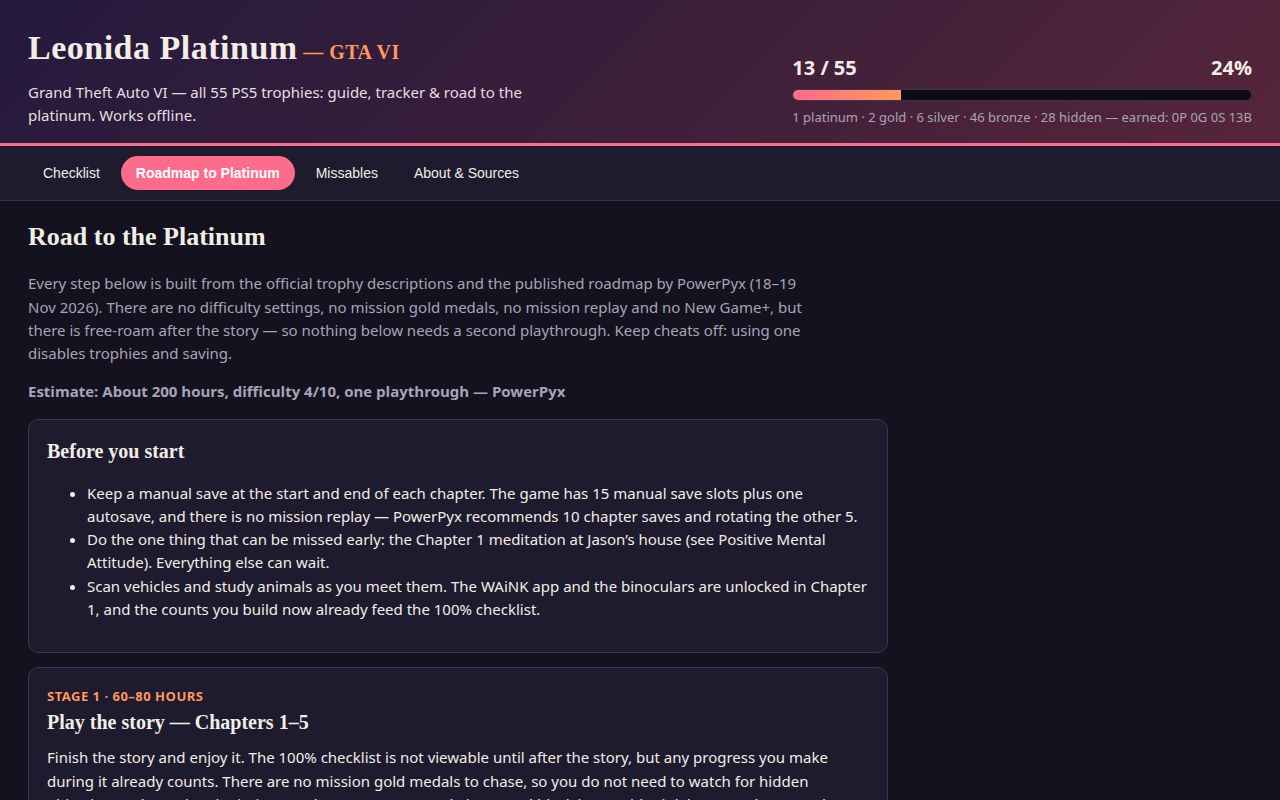 Leonida Platinum — GTA VI
Grand Theft Auto VI — all 55 PS5 trophies: guide, tracker & road to the
platinum. Works offline.
13 / 55 24%
1 platinum · 2 gold · 6 silver · 46 bronze · 28 hidden — earned: 0P 0G 0S 13B
Checklist Roadmap to Platinum Missables About & Sources
Road to the Platinum
Every step below is built from the official trophy descriptions and the published roadmap by PowerPyx (18–19
Nov 2026). There are no difficulty settings, no mission gold medals, no mission replay and no New Game+, but
there is free-roam after the story — so nothing below needs a second playthrough. Keep cheats off: using one
disables trophies and saving.
Estimate: About 200 hours, difficulty 4/10, one playthrough — PowerPyx
Before you start
• Keep a manual save at the start and end of each chapter. The game has 15 manual save slots plus one
autosave, and there is no mission replay — PowerPyx recommends 10 chapter saves and rotating the other 5.
• Do the one thing that can be missed early: the Chapter 1 meditation at Jason’s house (see Positive Mental
Attitude). Everything else can wait.
• Scan vehicles and study animals as you meet them. The WAiNK app and the binoculars are unlocked in Chapter
1, and the counts you build now already feed the 100% checklist.
STAGE 1 · 60–80 HOURS
Play the story — Chapters 1–5
Finish the story and enjoy it. The 100% checklist is not viewable until after the story, but any progress you make
during it already counts. There are no mission gold medals to chase, so you do not need to watch for hidden